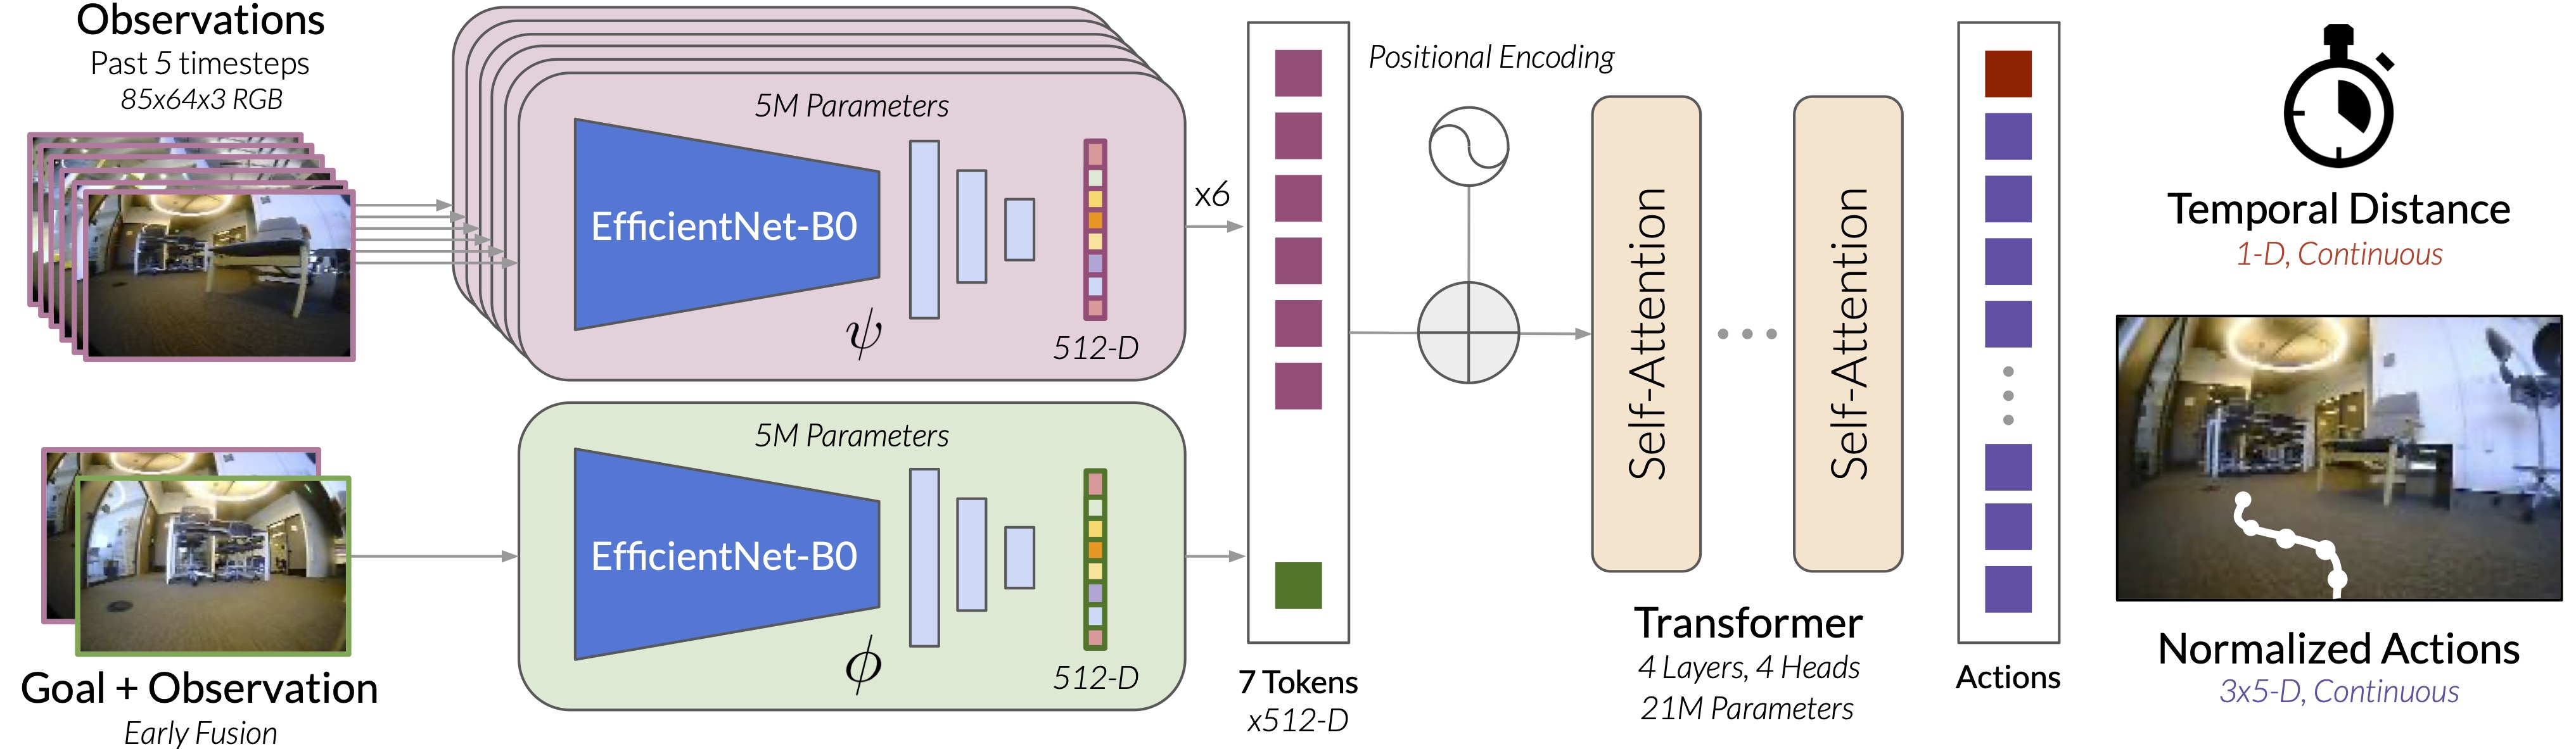 Observations
Past 5 timesteps
85x64x3 RGB
5M Parameters
EfficientNet-B0
ψ
512-D
x6
Goal + Observation
Early Fusion
5M Parameters
EfficientNet-B0
ϕ
512-D
7 Tokens
x512-D
Positional Encoding
Self-Attention
Self-Attention
Transformer
4 Layers, 4 Heads
21M Parameters
Actions
Temporal Distance
1-D, Continuous
Normalized Actions
3x5-D, Continuous